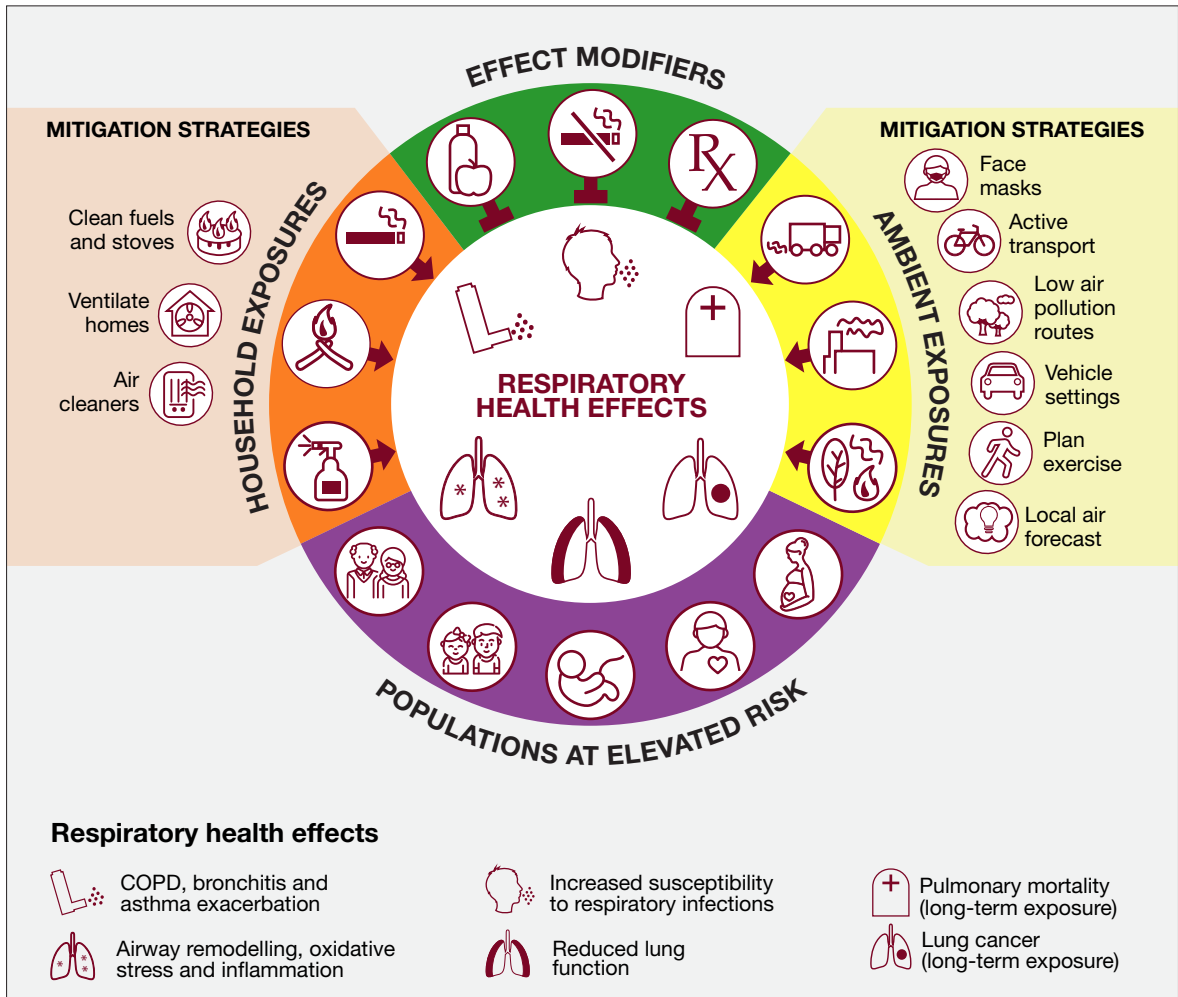 EFFECT MODIFIERS
MITIGATION STRATEGIES
Clean fuels
and stoves
Ventilate
homes
Air
cleaners
HOUSEHOLD EXPOSURES
RX
MITIGATION STRATEGIES
Face
masks
Active
transport
Low air
pollution
routes
Vehicle
settings
Plan
exercise
Local air
forecast
AMBIENT EXPOSURES
RESPIRATORY
HEALTH EFFECTS
POPULATIONS AT ELEVATED RISK
Respiratory health effects
COPD, bronchitis and
asthma exacerbation
Increased susceptibility
to respiratory infections
Pulmonary mortality
(long-term exposure)
Airway remodelling, oxidative
stress and inflammation
Reduced lung
function
Lung cancer
(long-term exposure)